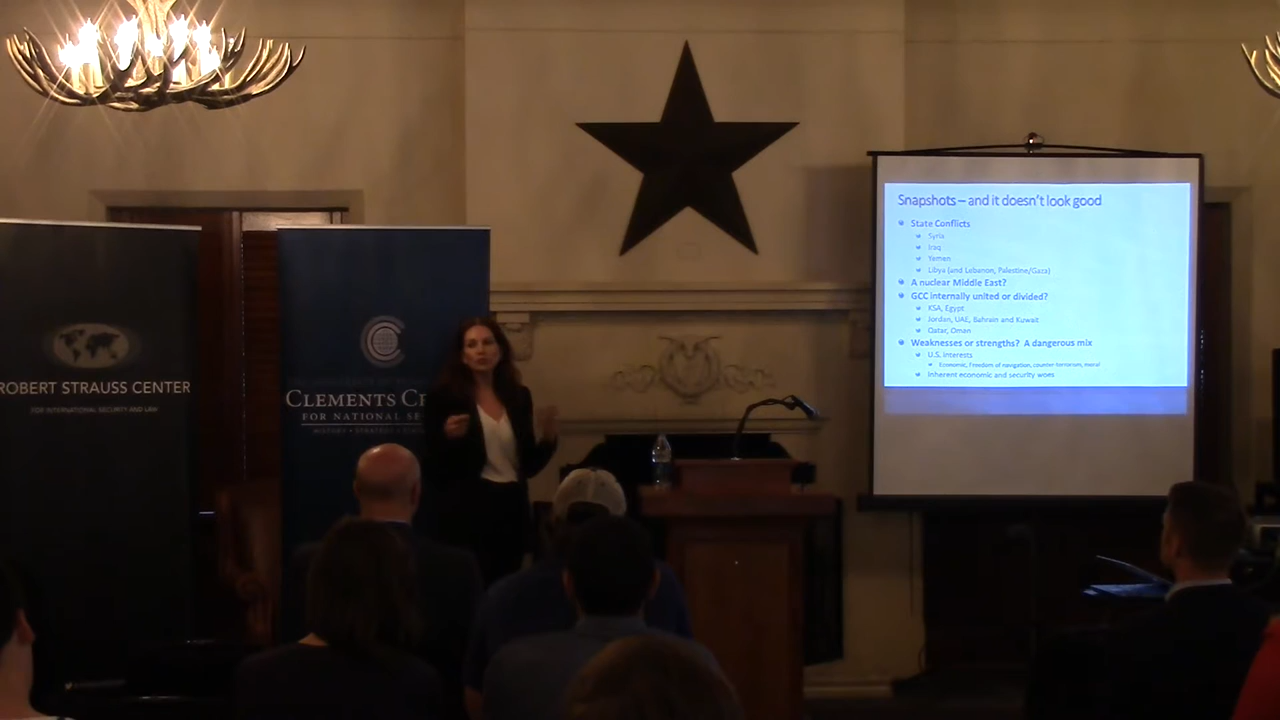 ROBERT STRAUSS CENTER
FOR INTERNATIONAL SECURITY AND LAW
CLEMENTS CE
FOR NATIONAL SE
Snapshots – and it doesn't look good
State Conflicts
Syria
Iraq
Yemen
Libya (and Lebanon, Palestine/Gaza)
A nuclear Middle East?
GCC internally united or divided?
KSA, Egypt
Jordan, UAE, Bahrain and Kuwait
Qatar, Oman
Weaknesses or strengths? A dangerous mix
U.S. interests
Economic, Freedom of navigation, counter-terrorism, moral
Inherent economic and security woes